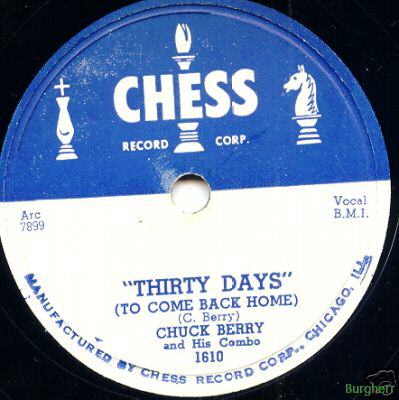 CHESS
RECORD CORP.
Arc
7899
Vocal
B.M.I.
"THIRTY DAYS"
(TO COME BACK HOME)
(C. Berry)
CHUCK BERRY
and His Combo
1610
MANUFACTURED BY CHESS RECORD CORP., CHICAGO, Ill.
Burgherr